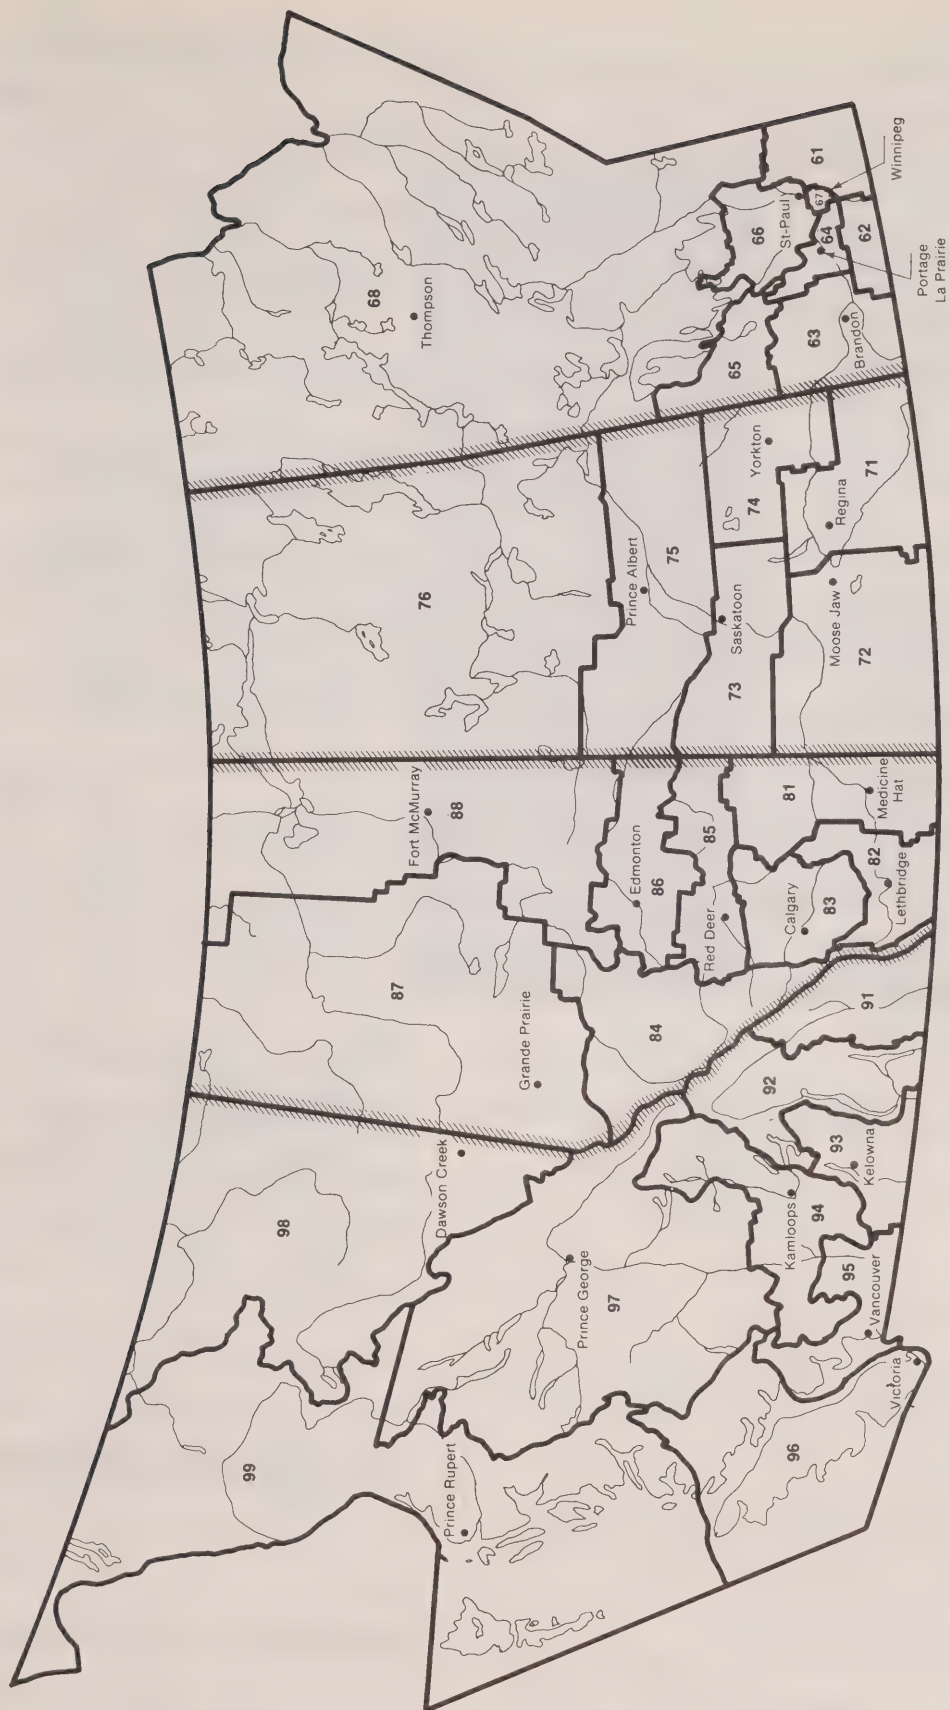 99
98
Prince Rupert
Dawson Creek
Prince George
97
96
Victoria
Vancouver
95
Kamloops
94
93
Kelowna
92
91
87
Grande Prairie
84
88
Fort McMurray
Edmonton
86
85
Red Deer
Calgary
83
82
Lethbridge
81
Medicine
Hat
76
75
Prince Albert
Saskatoon
73
74
Yorkton
Moose Jaw
72
Regina
71
68
Thompson
65
66
63
Brandon
St-Paul
67
64
62
61
Portage
La Prairie
Winnipeg